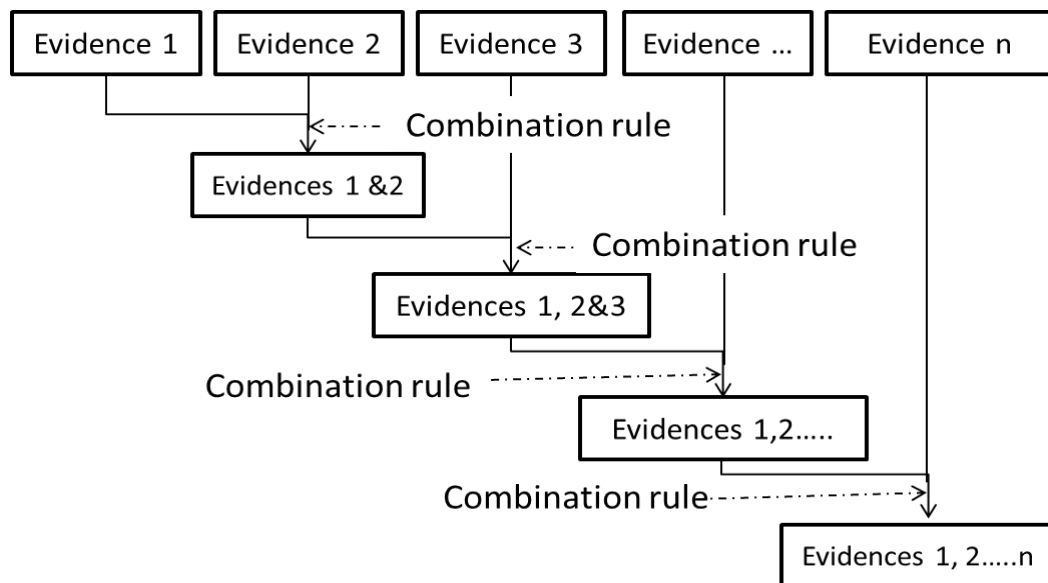 Evidence 1
Evidence 2
Evidence 3
Evidence ...
Evidence n
Combination rule
Evidences 1 &2
Combination rule
Evidences 1, 2&3
Combination rule
Evidences 1,2.....
Combination rule
Evidences 1, 2.....n